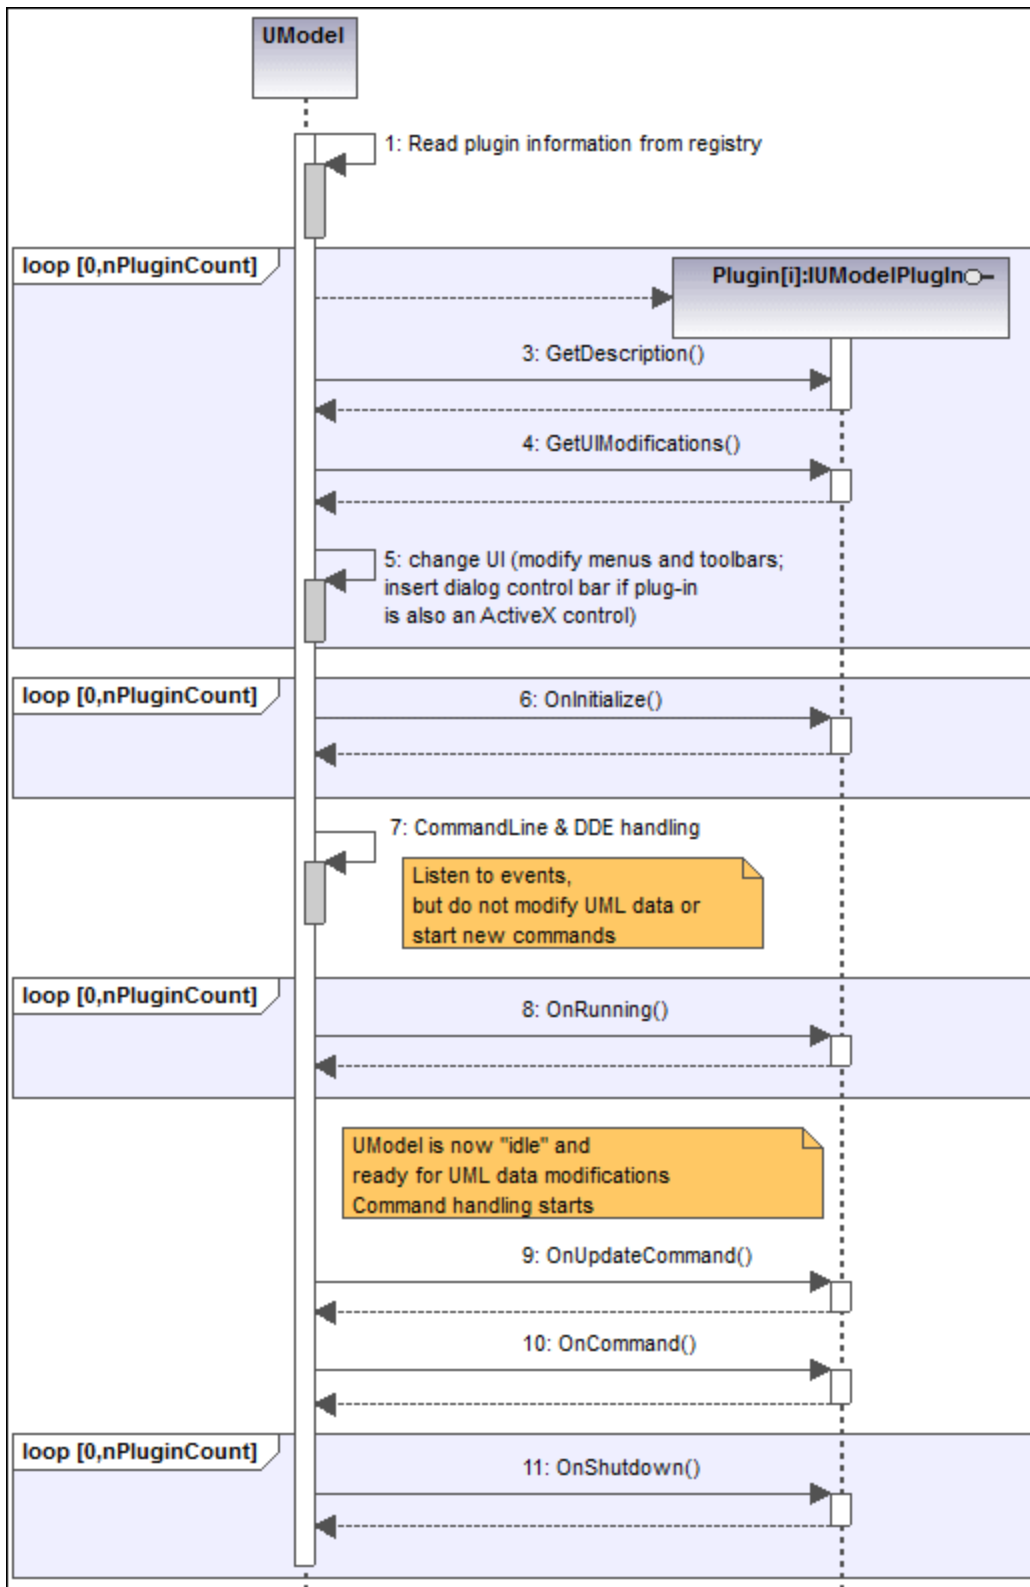 UModel
1: Read plugin information from registry
loop [0,nPluginCount]
Plugin[i]:IUModelPlugIn
3: GetDescription()
4: GetUIModifications()
5: change UI (modify menus and toolbars;
insert dialog control bar if plug-in
is also an ActiveX control)
loop [0,nPluginCount]
6: OnInitialize()
7: CommandLine & DDE handling
Listen to events,
but do not modify UML data or
start new commands
loop [0,nPluginCount]
8: OnRunning()
UModel is now "idle" and
ready for UML data modifications
Command handling starts
9: OnUpdateCommand()
10: OnCommand()
loop [0,nPluginCount]
11: OnShutdown()